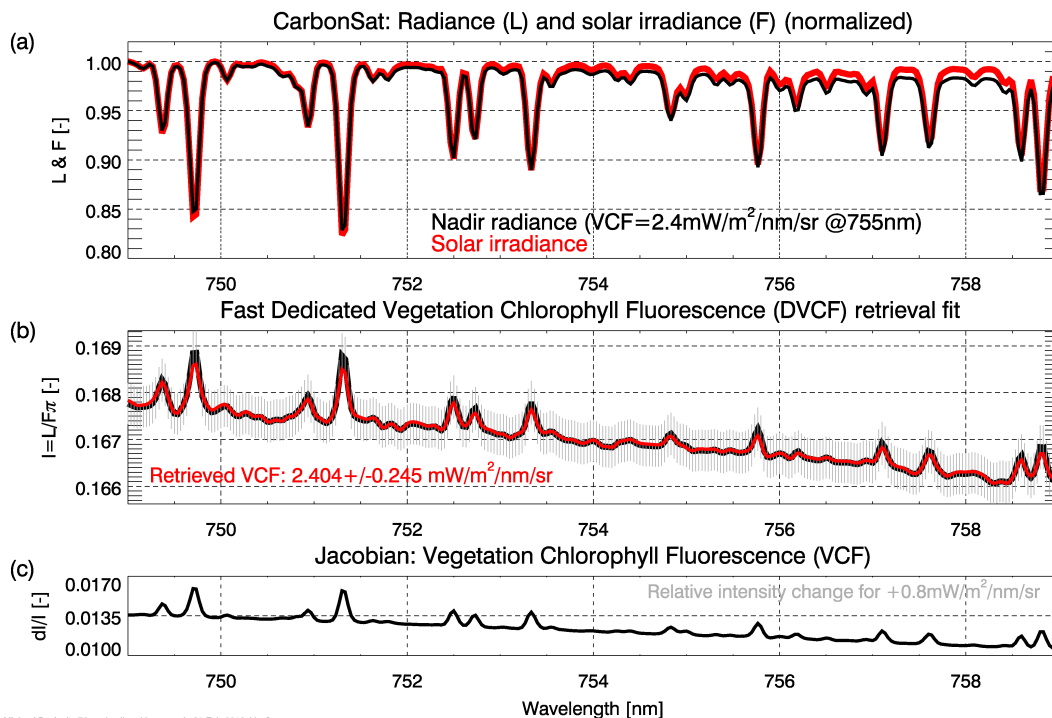 CarbonSat: Radiance (L) and solar irradiance (F) (normalized)
(a)
1.00
0.95
0.90
0.85
0.80
L & F [-]
Nadir radiance (VCF=2.4mW/m²/nm/sr @755nm)
Solar irradiance
750 752 754 756 758
Fast Dedicated Vegetation Chlorophyll Fluorescence (DVCF) retrieval fit
(b)
0.169
0.168
0.167
0.166
I=L/Fπ [-]
Retrieved VCF: 2.404+/-0.245 mW/m²/nm/sr
750 752 754 756 758
Jacobian: Vegetation Chlorophyll Fluorescence (VCF)
(c)
0.0170
0.0135
0.0100
dI/I [-]
Relative intensity change for +0.8mW/m²/nm/sr
750 752 754 756 758
Wavelength [nm]